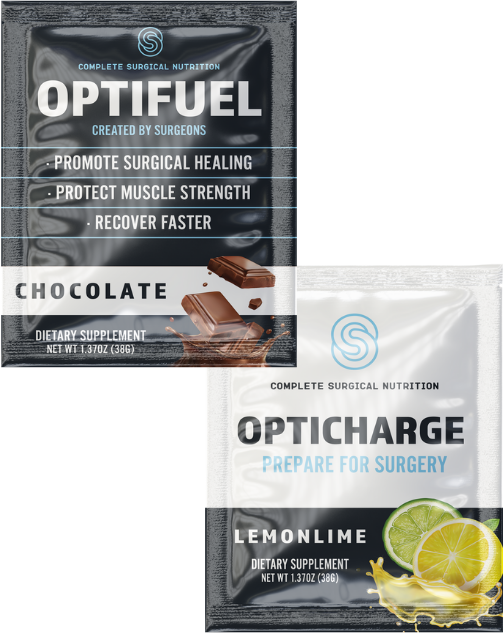 COMPLETE SURGICAL NUTRITION
OPTIFUEL
CREATED BY SURGEONS
· PROMOTE SURGICAL HEALING
· PROTECT MUSCLE STRENGTH
· RECOVER FASTER
CHOCOLATE
DIETARY SUPPLEMENT
NET WT 1.37OZ (38G)
COMPLETE SURGICAL NUTRITION
OPTICHARGE
PREPARE FOR SURGERY
LEMONLIME
DIETARY SUPPLEMENT
NET WT 1.37OZ (38G)